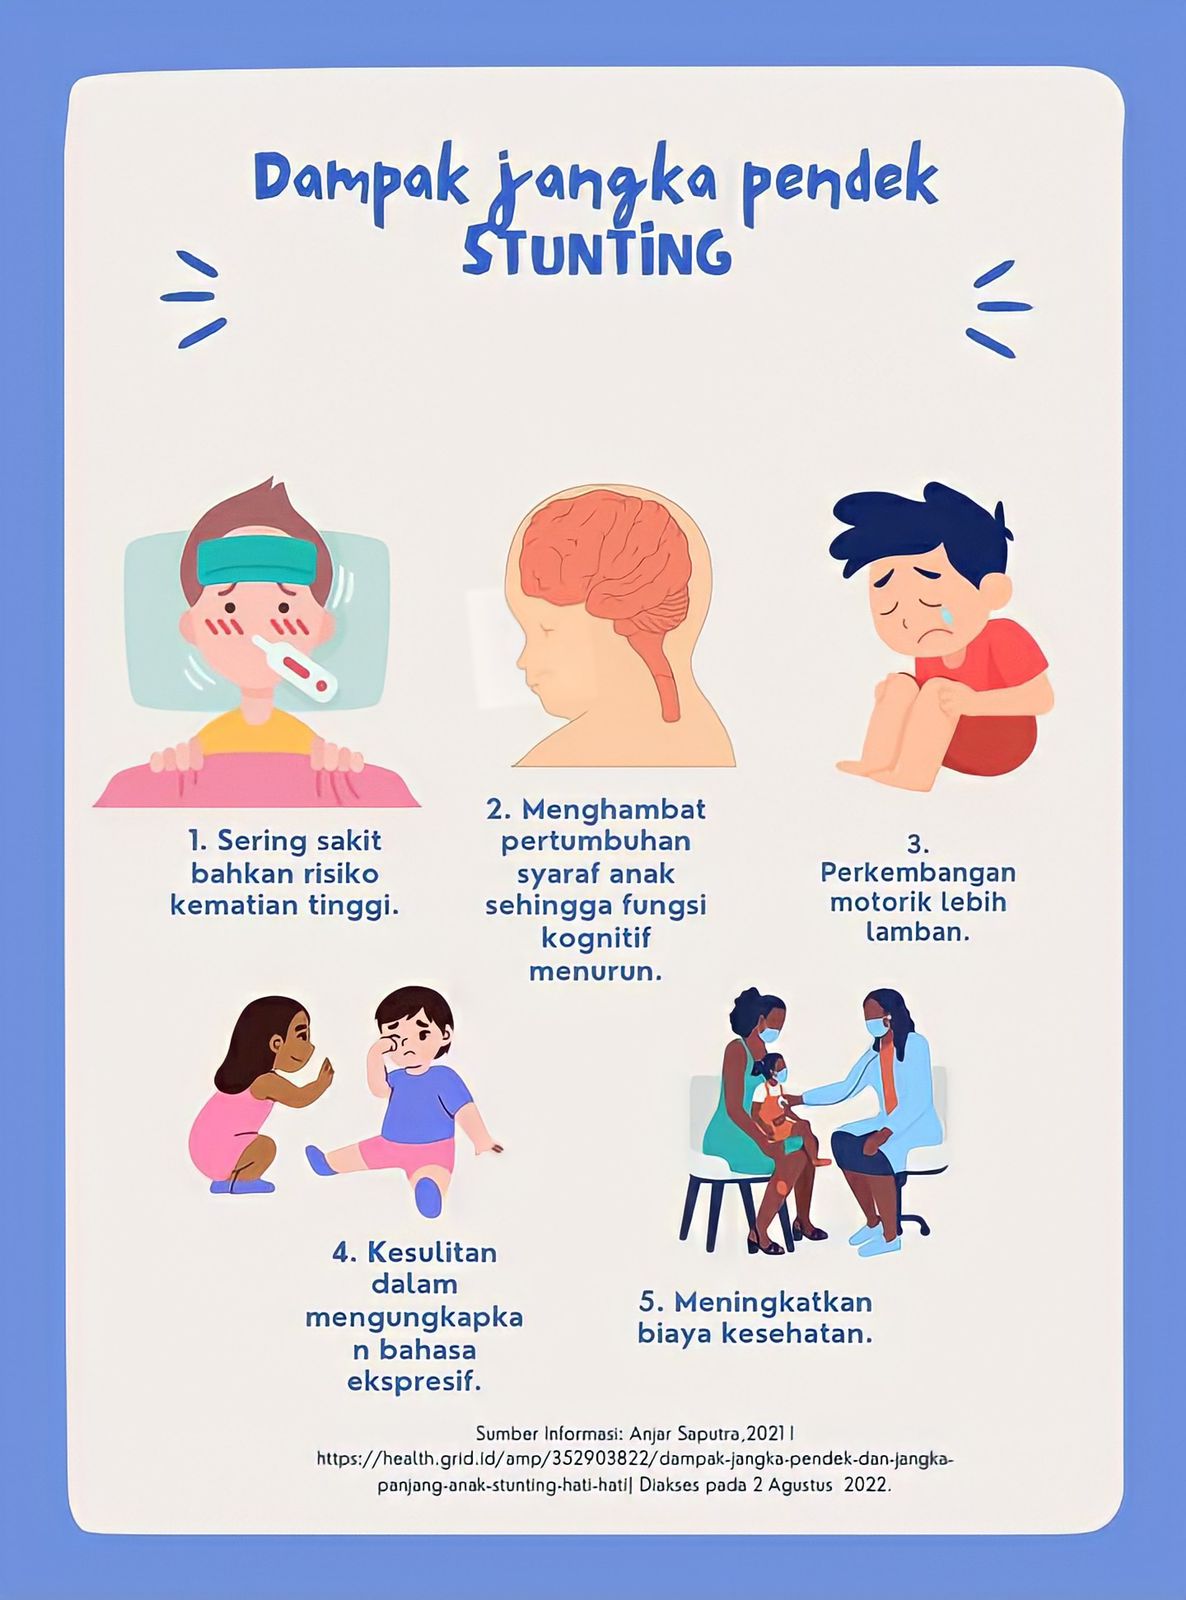 Dampak jangka pendek
STUNTING
1. Sering sakit
bahkan risiko
kematian tinggi.
2. Menghambat
pertumbuhan
syaraf anak
sehingga fungsi
kognitif
menurun.
3.
Perkembangan
motorik lebih
lamban.
4. Kesulitan
dalam
mengungkapka
n bahasa
ekspresif.
5. Meningkatkan
biaya kesehatan.
Sumber Informasi: Anjar Saputra,2021 |
https://health.grid.id/amp/352903822/dampak-jangka-pendek-dan-jangka-
panjang-anak-stunting-hati-hati| Diakses pada 2 Agustus 2022.